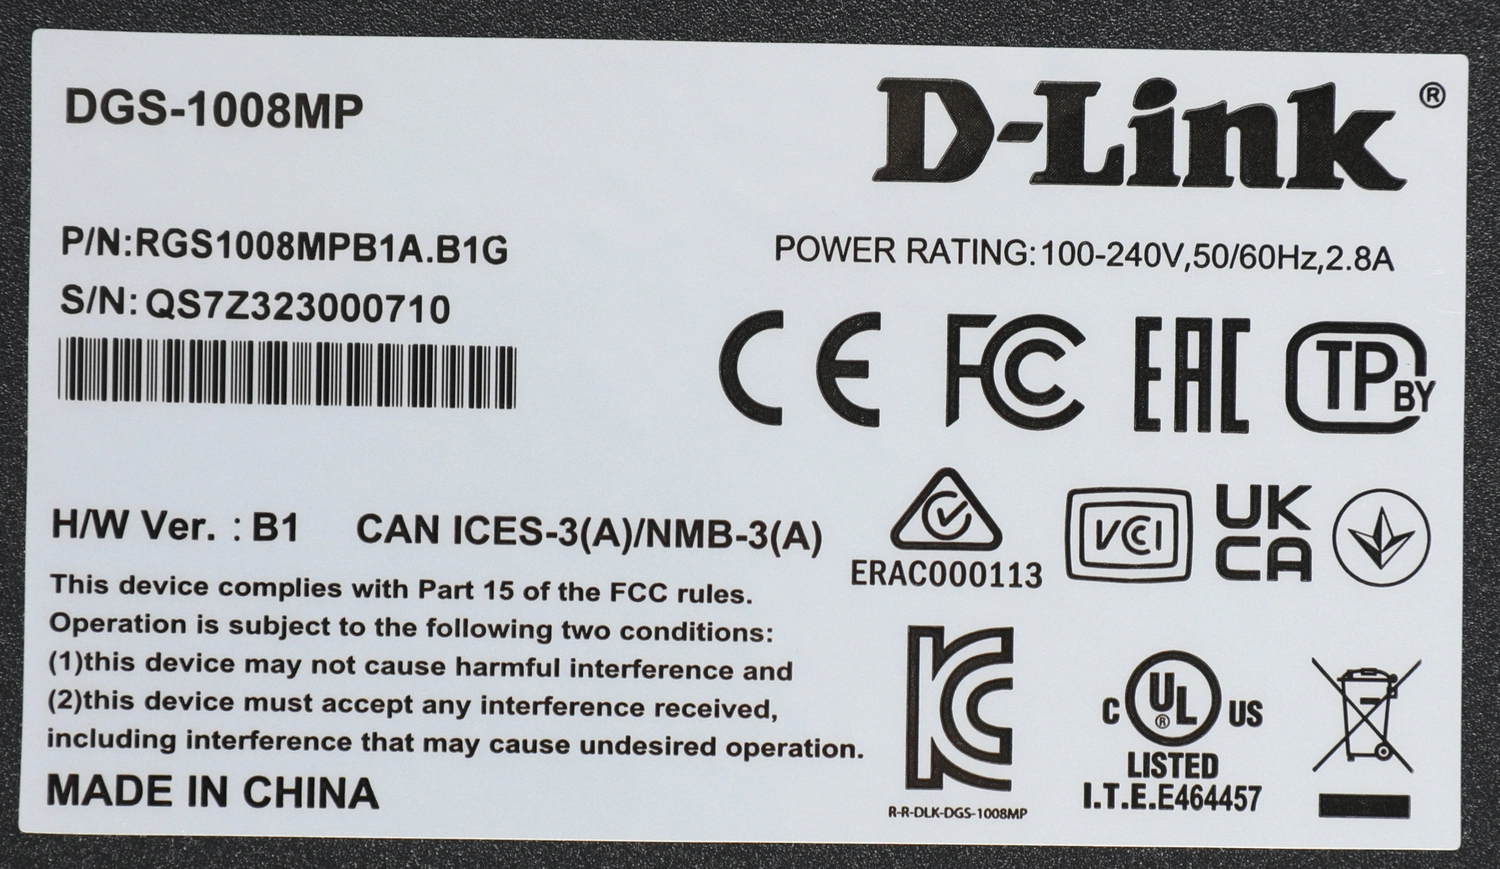 DGS-1008MP
D-Link®
P/N:RGS1008MPB1A.B1G
POWER RATING:100-240V,50/60Hz,2.8A
S/N:QS7Z323000710
CE FC EAC TP BY
H/W Ver. : B1 CAN ICES-3(A)/NMB-3(A)
ERAC000113
VCCI
UK
CA
This device complies with Part 15 of the FCC rules.
Operation is subject to the following two conditions:
(1)this device may not cause harmful interference and
(2)this device must accept any interference received,
including interference that may cause undesired operation.
MADE IN CHINA
KC
R-R-DLK-DGS-1008MP
C UL® US
LISTED
I.T.E.E464457